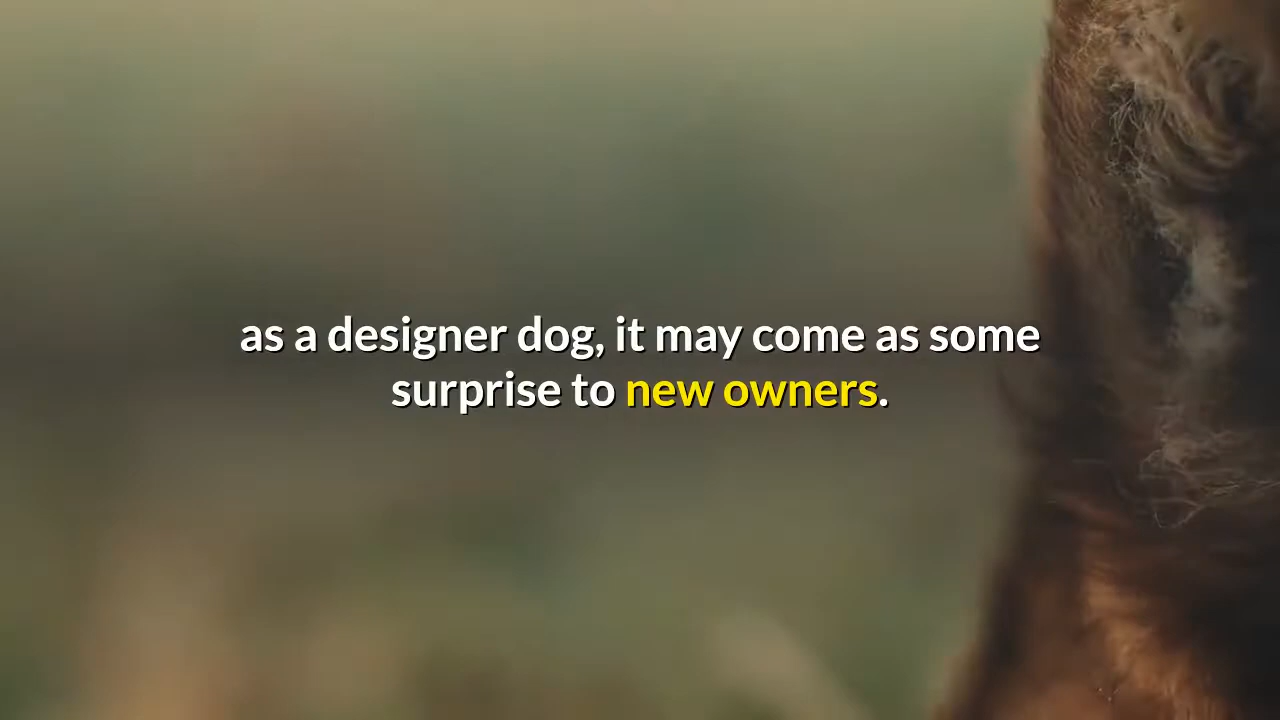 as a designer dog, it may come as some
surprise to new owners.